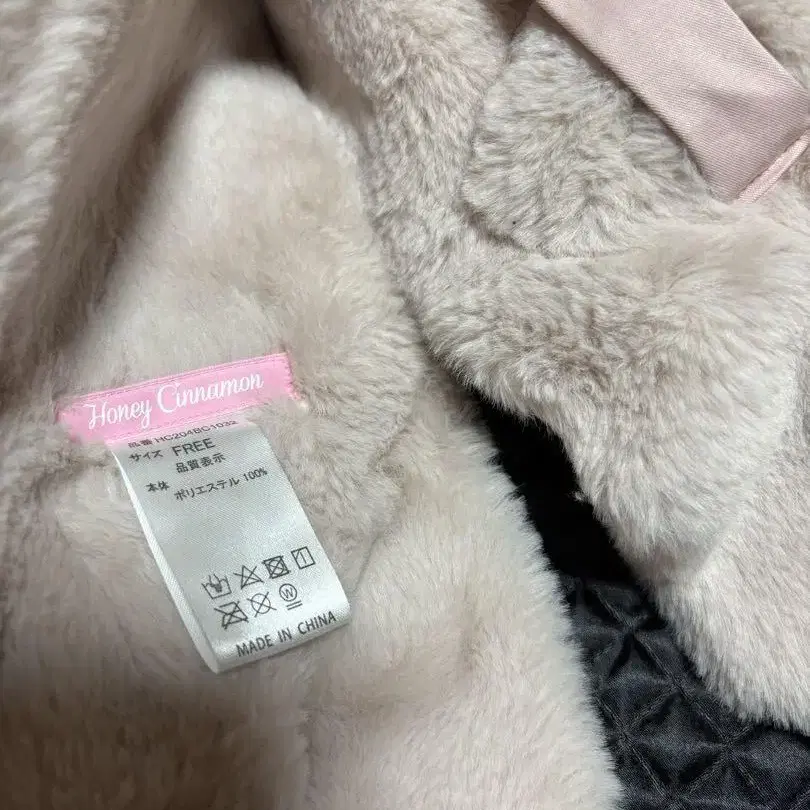 Honey Cinnamon
品番 HC204BC1032
サイズ FREE
品質表示
本体 ポリエステル 100%
W
MADE IN CHINA